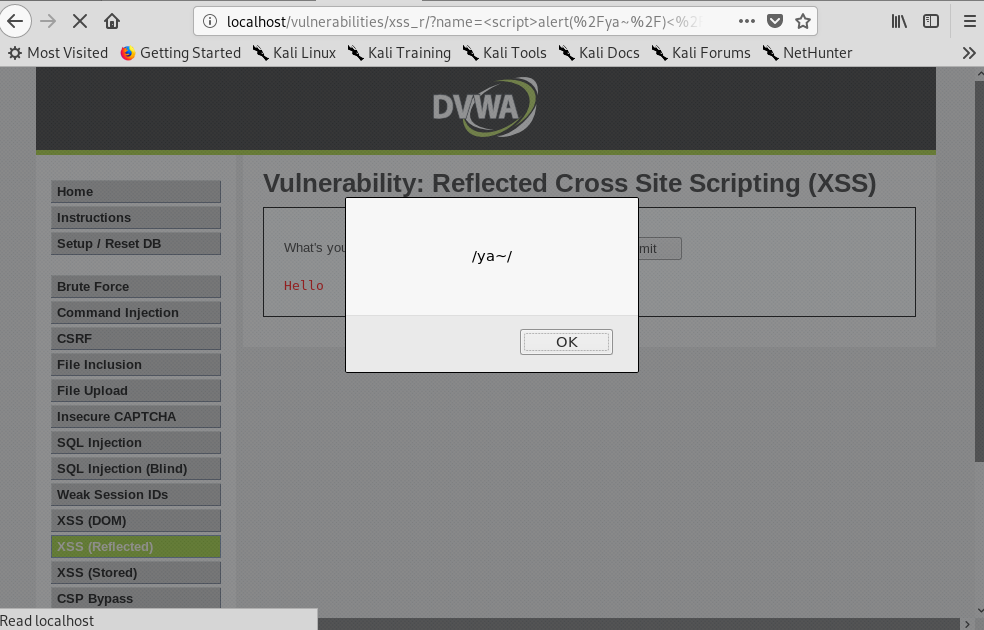 localhost/vulnerabilities/xss_r/?name=<script>alert(%2Fya~%2F)<%2
Most Visited Getting Started Kali Linux Kali Training Kali Tools Kali Docs Kali Forums NetHunter
DVWA
Home
Instructions
Setup / Reset DB
Brute Force
Command Injection
CSRF
File Inclusion
File Upload
Insecure CAPTCHA
SQL Injection
SQL Injection (Blind)
Weak Session IDs
XSS (DOM)
XSS (Reflected)
XSS (Stored)
CSP Bypass
Vulnerability: Reflected Cross Site Scripting (XSS)
What's you
mit
Hello
/ya~/
OK
Read localhost